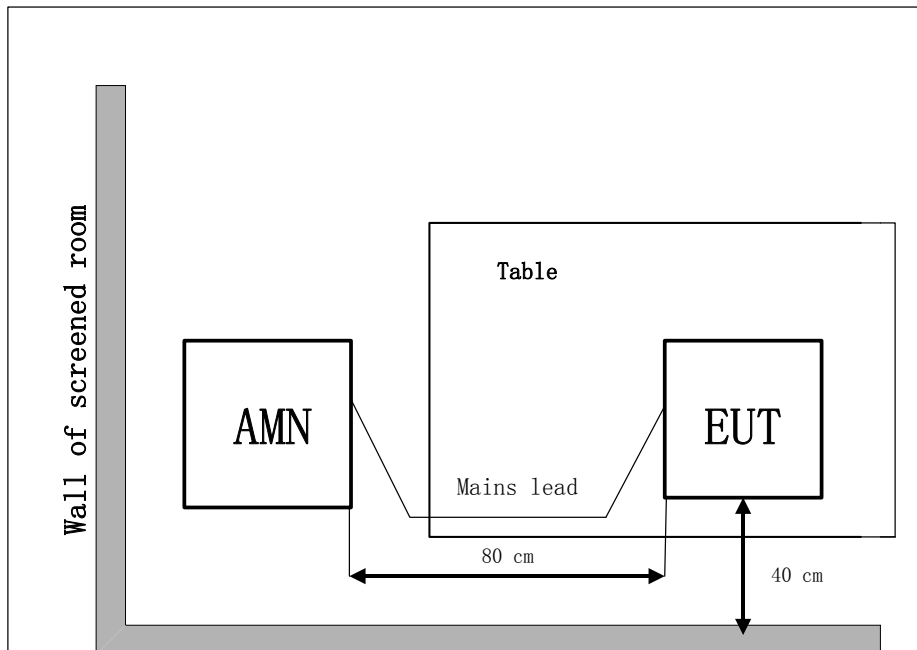 Wall of screened room
Table
AMN
EUT
Mains lead
80 cm
40 cm